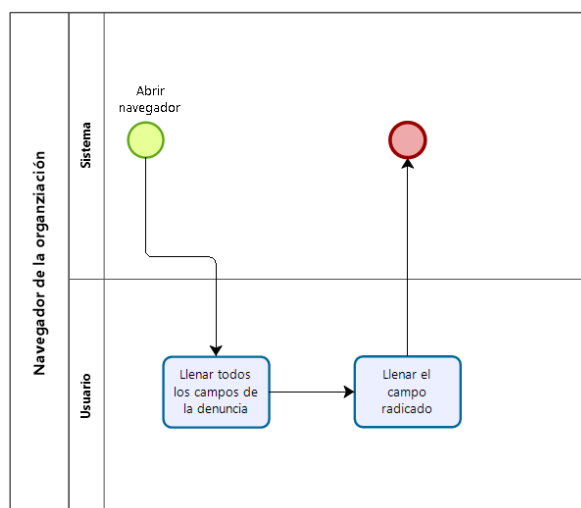 Navegador de la organziación
Sistema
Abrir
navegador
Usuario
Llenar todos
los campos de
la denuncia
Llenar el
campo
radicado